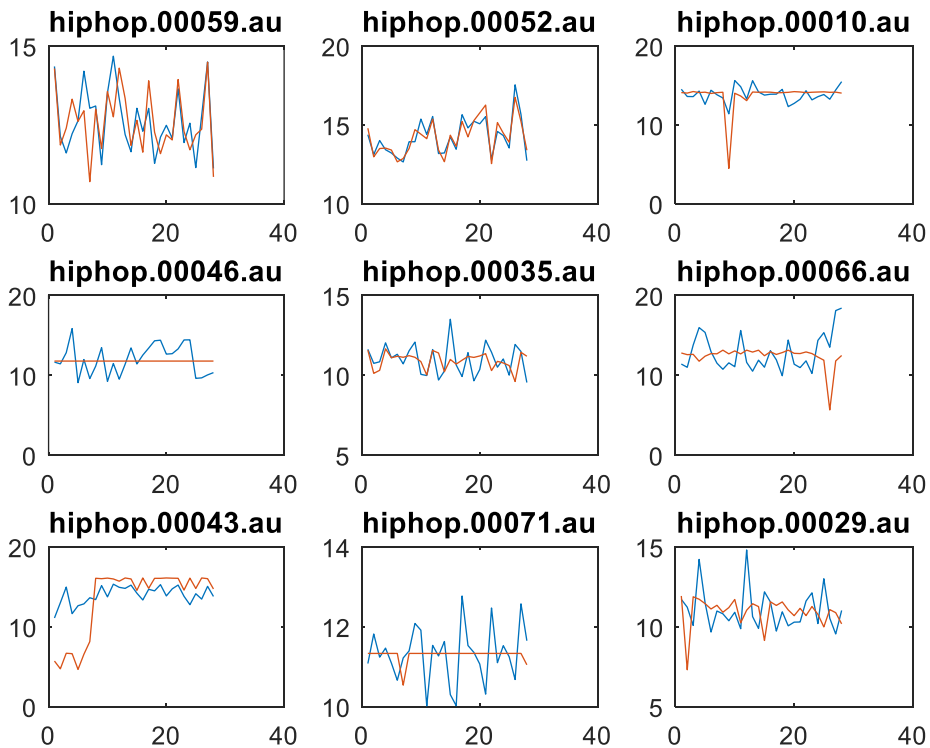 hiphop.00059.au hiphop.00052.au hiphop.00010.au
15 20 20
15 10
10 10 0
0 20 40 0 20 40 0 20 40
hiphop.00046.au hiphop.00035.au hiphop.00066.au
20 15 20
10 10 10
0 5 0
0 20 40 0 20 40 0 20 40
hiphop.00043.au hiphop.00071.au hiphop.00029.au
20 14 15
10 12 10
0 10 5
0 20 40 0 20 40 0 20 40